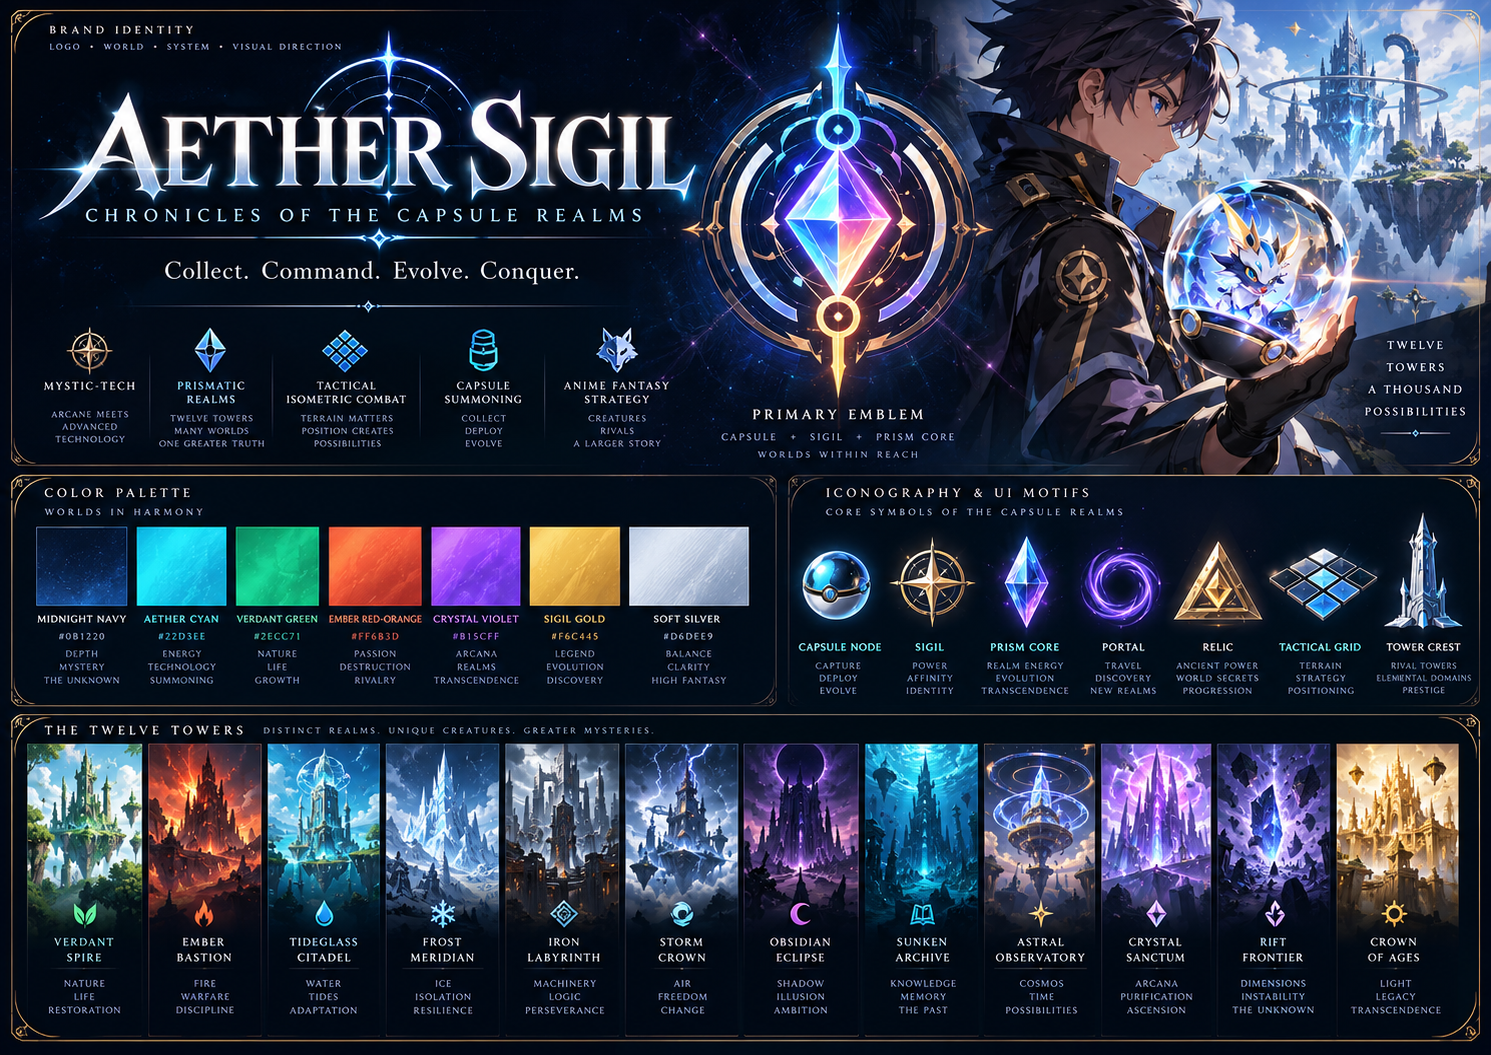 BRAND IDENTITY
LOGO • WORLD • SYSTEM • VISUAL DIRECTION
AETHER SIGIL
CHRONICLES OF THE CAPSULE REALMS
Collect. Command. Evolve. Conquer.
MYSTIC-TECH
ARCANE MEETS
ADVANCED
TECHNOLOGY
PRISMATIC
REALMS
TWELVE TOWERS
MANY WORLDS
ONE GREATER TRUTH
TACTICAL
ISOMETRIC COMBAT
TERRAIN MATTERS
POSITION CREATES
POSSIBILITIES
CAPSULE
SUMMONING
COLLECT
DEPLOY
EVOLVE
ANIME FANTASY
STRATEGY
CREATURES
RIVALS
A LARGER STORY
PRIMARY EMBLEM
CAPSULE + SIGIL + PRISM CORE
WORLDS WITHIN REACH
TWELVE
TOWERS
A THOUSAND
POSSIBILITIES
COLOR PALETTE
WORLDS IN HARMONY
MIDNIGHT NAVY
#0B1220
DEPTH
MYSTERY
THE UNKNOWN
AETHER CYAN
#22D3EE
ENERGY
TECHNOLOGY
SUMMONING
VERDANT GREEN
#2ECC71
NATURE
LIFE
GROWTH
EMBER RED-ORANGE
#FF6B3D
PASSION
DESTRUCTION
RIVALRY
CRYSTAL VIOLET
#B15CFF
ARCANA
REALMS
TRANSCENDENCE
SIGIL GOLD
#F6C445
LEGEND
EVOLUTION
DISCOVERY
SOFT SILVER
#D6DEE9
BALANCE
CLARITY
HIGH FANTASY
ICONOGRAPHY & UI MOTIFS
CORE SYMBOLS OF THE CAPSULE REALMS
CAPSULE NODE
CAPTURE
DEPLOY
EVOLVE
SIGIL
POWER
AFFINITY
IDENTITY
PRISM CORE
REALM ENERGY
EVOLUTION
TRANSCENDENCE
PORTAL
TRAVEL
DISCOVERY
NEW REALMS
RELIC
ANCIENT POWER
WORLD SECRETS
PROGRESSION
TACTICAL GRID
TERRAIN
STRATEGY
POSITIONING
TOWER CREST
RIVAL TOWERS
ELEMENTAL DOMAINS
PRESTIGE
THE TWELVE TOWERS
DISTINCT REALMS. UNIQUE CREATURES. GREATER MYSTERIES.
VERDANT
SPIRE
NATURE
LIFE
RESTORATION
EMBER
BASTION
FIRE
WARFARE
DISCIPLINE
TIDEGLASS
CITADEL
WATER
TIDES
ADAPTATION
FROST
MERIDIAN
ICE
ISOLATION
RESILIENCE
IRON
LABYRINTH
MACHINERY
LOGIC
PERSEVERANCE
STORM
CROWN
AIR
FREEDOM
CHANGE
OBSIDIAN
ECLIPSE
SHADOW
ILLUSION
AMBITION
SUNKEN
ARCHIVE
KNOWLEDGE
MEMORY
THE PAST
ASTRAL
OBSERVATORY
COSMOS
TIME
POSSIBILITIES
CRYSTAL
SANCTUM
ARCANA
PURIFICATION
ASCENSION
RIFT
FRONTIER
DIMENSIONS
INSTABILITY
THE UNKNOWN
CROWN
OF AGES
LIGHT
LEGACY
TRANSCENDENCE